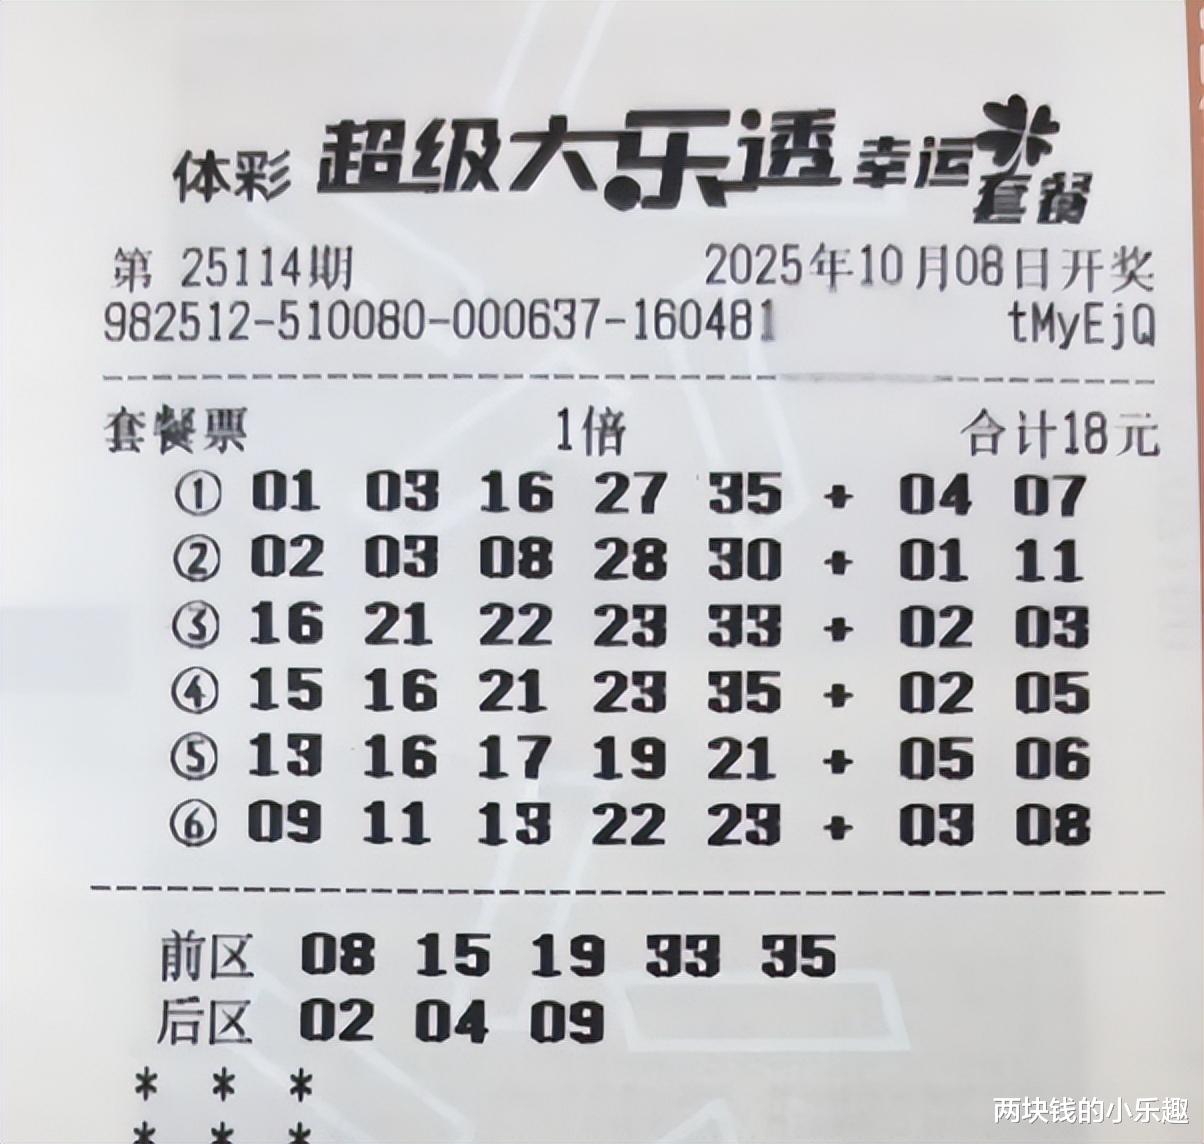 体彩 超级大乐透 幸运套餐
第 25114期 2025年10月08日开奖
982512-510080-000637-160481 tMyEjQ
套餐票 1倍 合计18元
① 01 03 16 27 35 + 04 07
② 02 03 08 28 30 + 01 11
③ 16 21 22 23 33 + 02 03
④ 15 16 21 23 35 + 02 05
⑤ 13 16 17 19 21 + 05 06
⑥ 09 11 13 22 23 + 03 08
前区 08 15 19 33 35
后区 02 04 09
* * *
* * *
两块钱的小乐趣